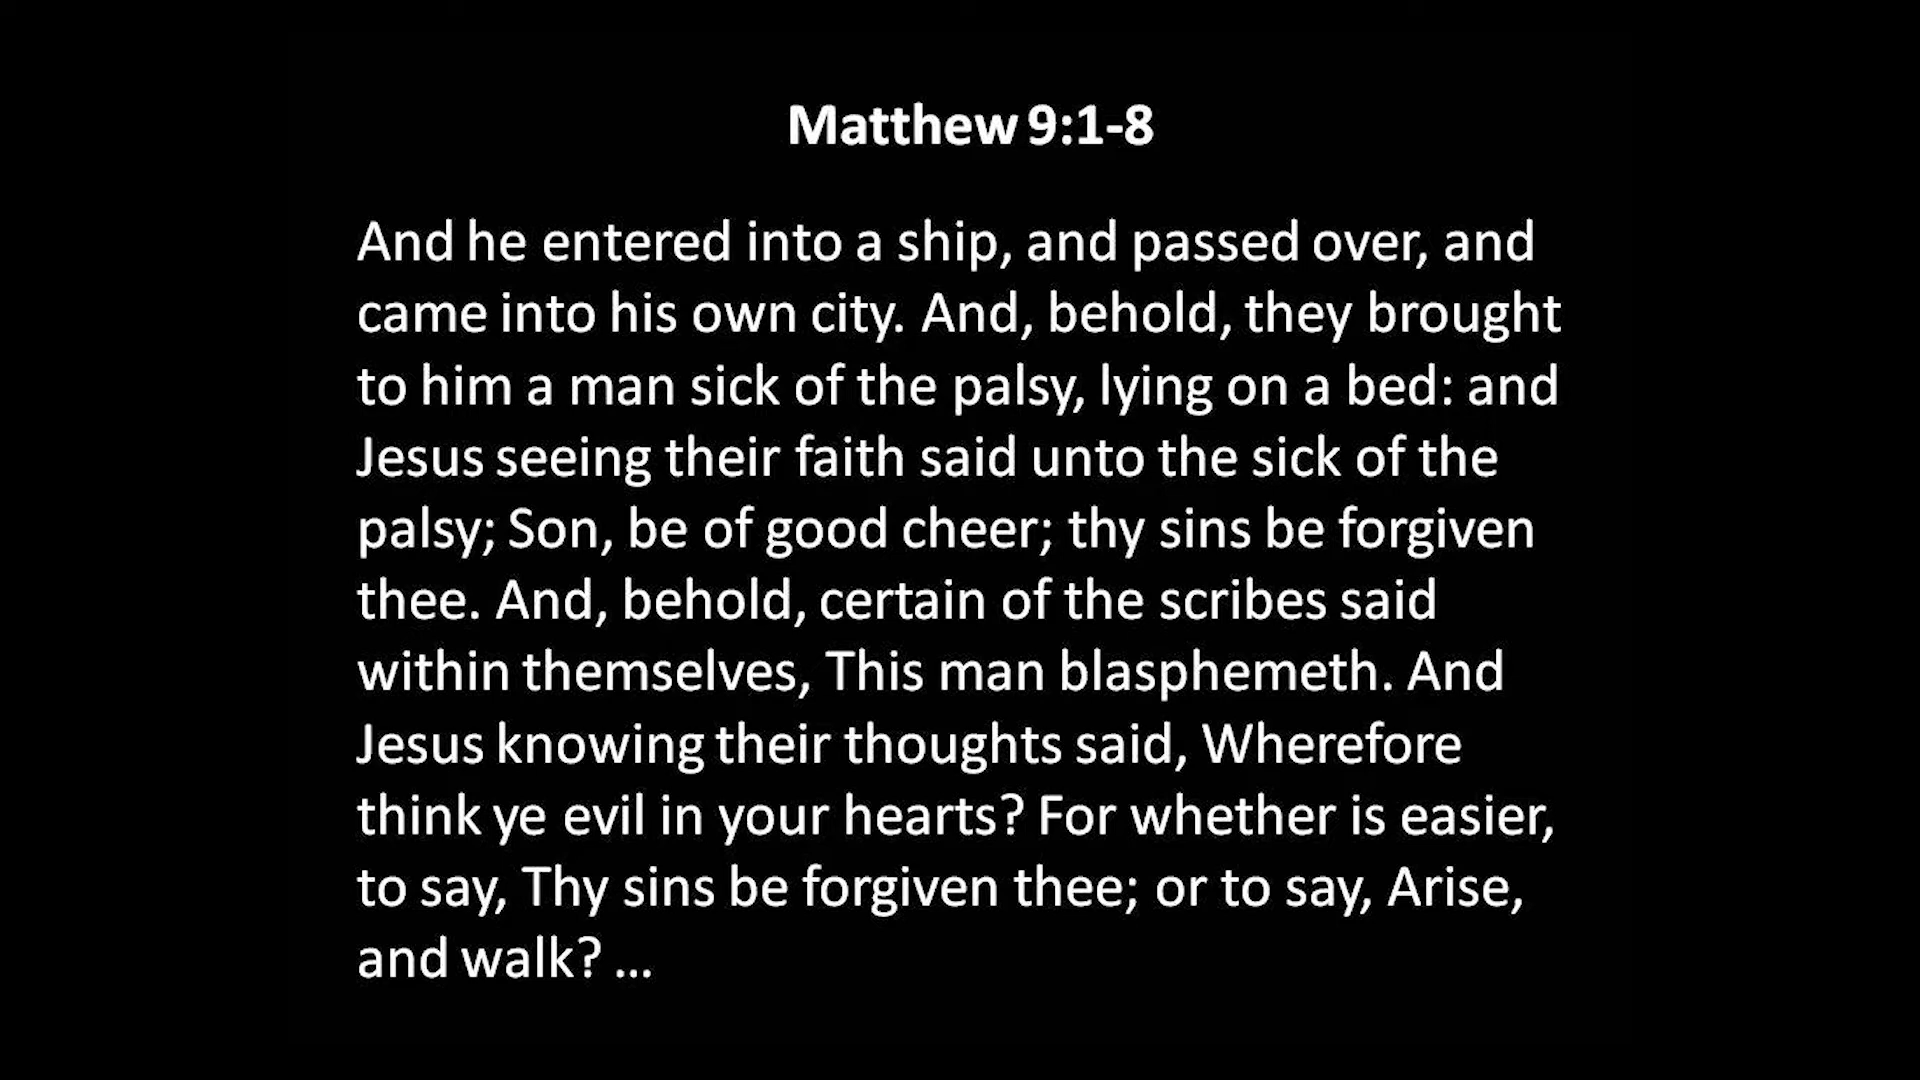 Matthew 9:1-8
And he entered into a ship, and passed over, and
came into his own city. And, behold, they brought
to him a man sick of the palsy, lying on a bed: and
Jesus seeing their faith said unto the sick of the
palsy; Son, be of good cheer; thy sins be forgiven
thee. And, behold, certain of the scribes said
within themselves, This man blasphemeth. And
Jesus knowing their thoughts said, Wherefore
think ye evil in your hearts? For whether is easier,
to say, Thy sins be forgiven thee; or to say, Arise,
and walk? ...